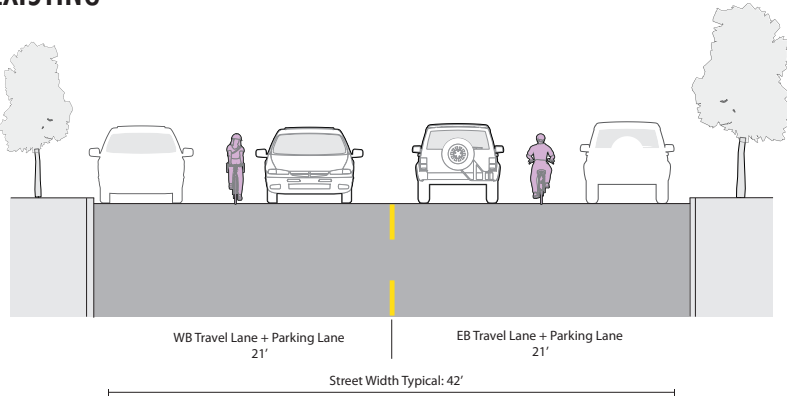 EXISTING
WB Travel Lane + Parking Lane
21’
EB Travel Lane + Parking Lane
21’
Street Width Typical: 42’